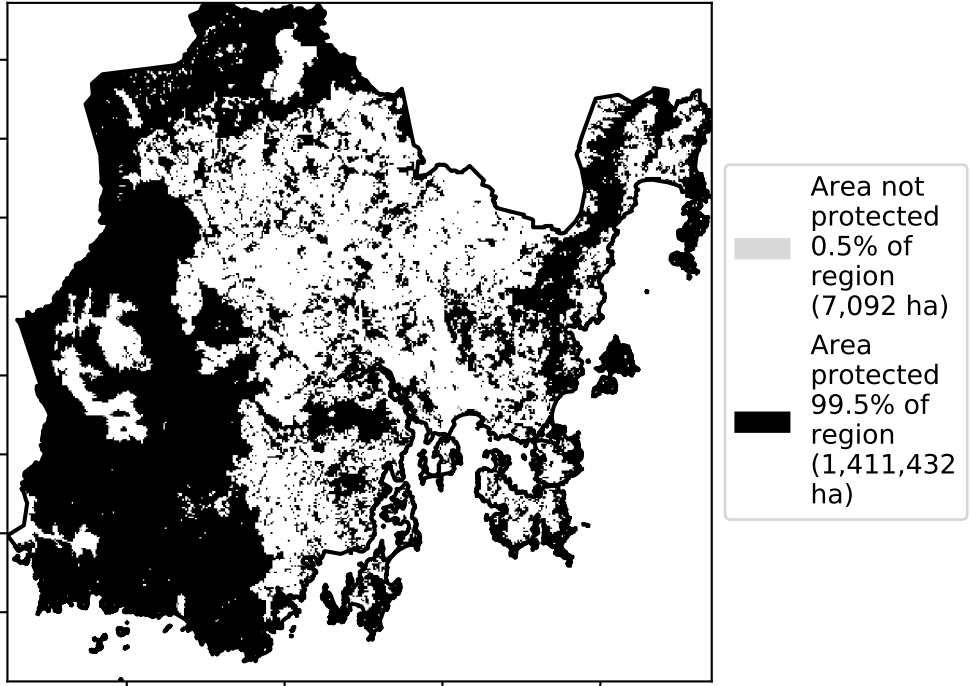 Area not
protected
0.5% of
region
(7,092 ha)
Area
protected
99.5% of
region
(1,411,432
ha)